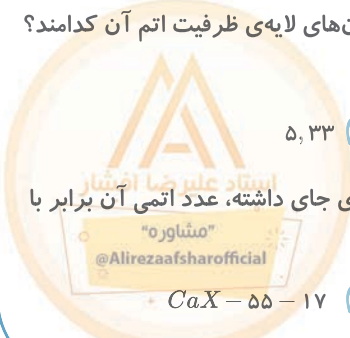 ن‌های لایه‌ی ظرفیت اتم آن کدامند؟
۵, ۳۳
استاد علیرضا افشار
ی جای داشته، عدد اتمی آن برابر با
"مشاوره"
@Alirezaafsharofficial
CaX – ۵۵ – ۱۷